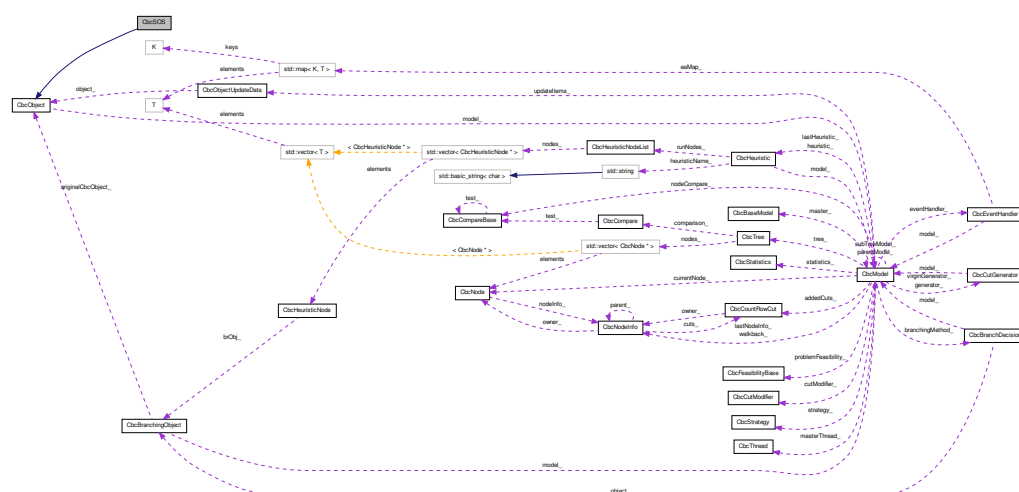 CbcSOS
K
keys
std::map< K, T >
elements
eaMap_
CbcObjectUpdateData
updateItems_
object_
CbcObject
T
elements
model_
lastHeuristic_
heuristic_
< CbcHeuristicNode * >
std::vector< T >
std::vector< CbcHeuristicNode * >
nodes_
CbcHeuristicNodeList
runNodes_
CbcHeuristic
heuristicName_
std::string
std::basic_string< char >
model_
elements
originalCbcObject_
nodeCompare_
test_
CbcCompareBase
test_
CbcCompare
comparison_
CbcBaseModel
master_
CbcTree
tree_
eventHandler_
CbcEventHandler
model_
< CbcNode * >
std::vector< CbcNode * >
nodes_
elements
subTreeModel_
parentModel_
CbcStatistics
statistics_
CbcModel
model_
virginGenerator_
generator_
CbcCutGenerator
currentNode_
CbcNode
nodeInfo_
owner_
parent_
CbcNodeInfo
owner_
cuts_
CbcCountRowCut
addedCuts_
lastNodeInfo_
walkback_
model_
branchingMethod_
CbcBranchDecision
CbcHeuristicNode
brObj_
problemFeasibility_
CbcFeasibilityBase
cutModifier_
CbcCutModifier
strategy_
CbcStrategy
masterThread_
CbcThread
CbcBranchingObject
model_
object_